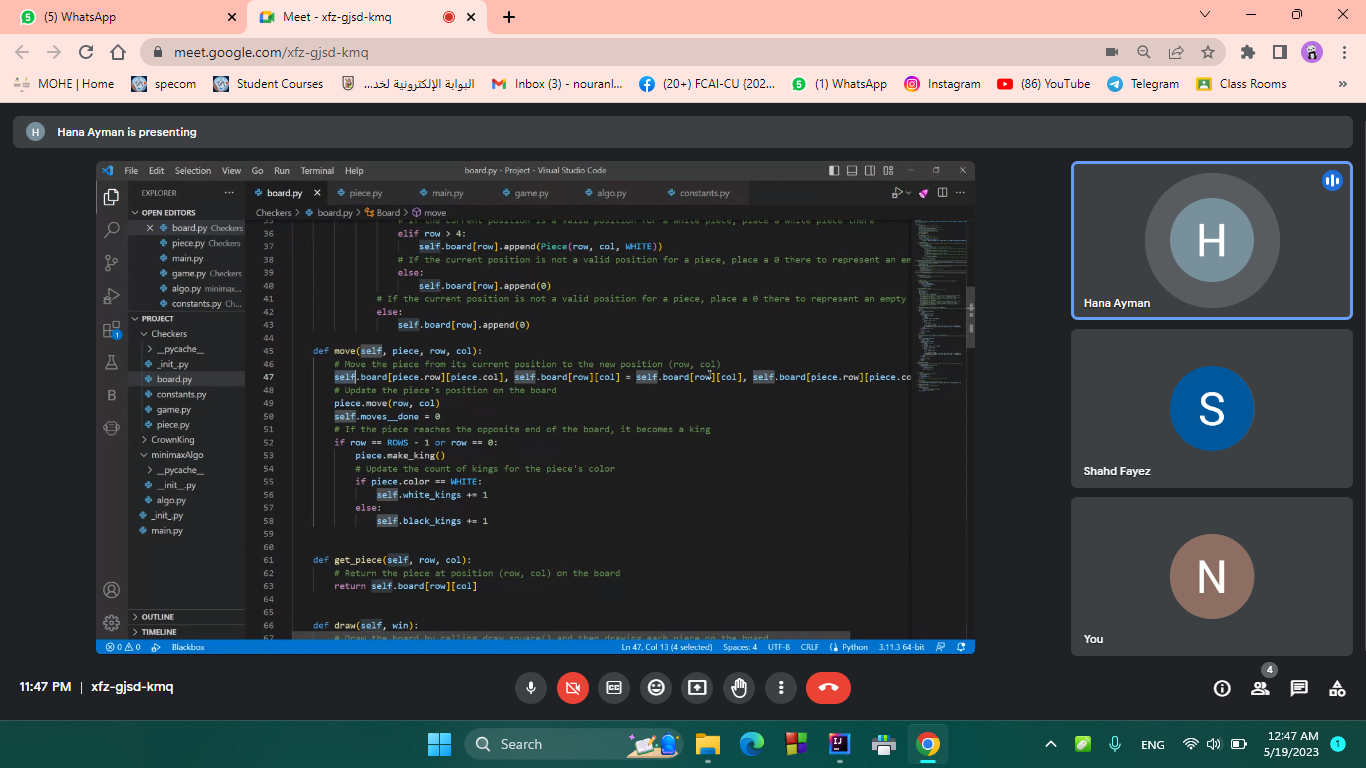 (5) WhatsApp
Meet - xfz-gjsd-kmq
meet.google.com/xfz-gjsd-kmq
MOHE | Home
specom
Student Courses
البوابة الإلكترونية لخد...
Inbox (3) - nouranl...
(20+) FCAI-CU {202...
(1) WhatsApp
Instagram
(86) YouTube
Telegram
Class Rooms
»
H
Hana Ayman is presenting
File Edit Selection View Go Run Terminal Help
board.py - Project - Visual Studio Code
EXPLORER ...
board.py
piece.py
main.py
game.py
algo.py
constants.py
OPEN EDITORS
board.py Checkers
piece.py Checkers
main.py
game.py Checkers
algo.py minimax...
constants.py Ch...
PROJECT
Checkers
__pycache__
_init_.py
board.py
constants.py
game.py
piece.py
CrownKing
minimaxAlgo
__pycache__
__init__.py
algo.py
_init_.py
main.py
OUTLINE
TIMELINE
1
B
Checkers > board.py > Board > move
35 # If the current position is a valid position for a white piece, place a white piece there
36 elif row > 4:
37 self.board[row].append(Piece(row, col, WHITE))
38 # If the current position is not a valid position for a piece, place a 0 there to represent an em
39 else:
40 self.board[row].append(0)
41 # If the current position is not a valid position for a piece, place a 0 there to represent an empty
42 else:
43 self.board[row].append(0)
44
45 def move(self, piece, row, col):
46 # Move the piece from its current position to the new position (row, col)
47 self.board[piece.row][piece.col], self.board[row][col] = self.board[row][col], self.board[piece.row][piece.co
48 # Update the piece's position on the board
49 piece.move(row, col)
50 self.moves__done = 0
51 # If the piece reaches the opposite end of the board, it becomes a king
52 if row == ROWS - 1 or row == 0:
53 piece.make_king()
54 # Update the count of kings for the piece's color
55 if piece.color == WHITE:
56 self.white_kings += 1
57 else:
58 self.black_kings += 1
59
60
61 def get_piece(self, row, col):
62 # Return the piece at position (row, col) on the board
63 return self.board[row][col]
64
65
66 def draw(self, win):
67 # Draw the board by calling draw_square() and then drawing each piece on the board
0 0
Blackbox
Ln 47, Col 13 (4 selected)
Spaces: 4
UTF-8
CRLF
Python
3.11.3 64-bit
H
Hana Ayman
S
Shahd Fayez
N
You
11:47 PM | xfz-gjsd-kmq
4
Search
ENG
12:47 AM
5/19/2023
1